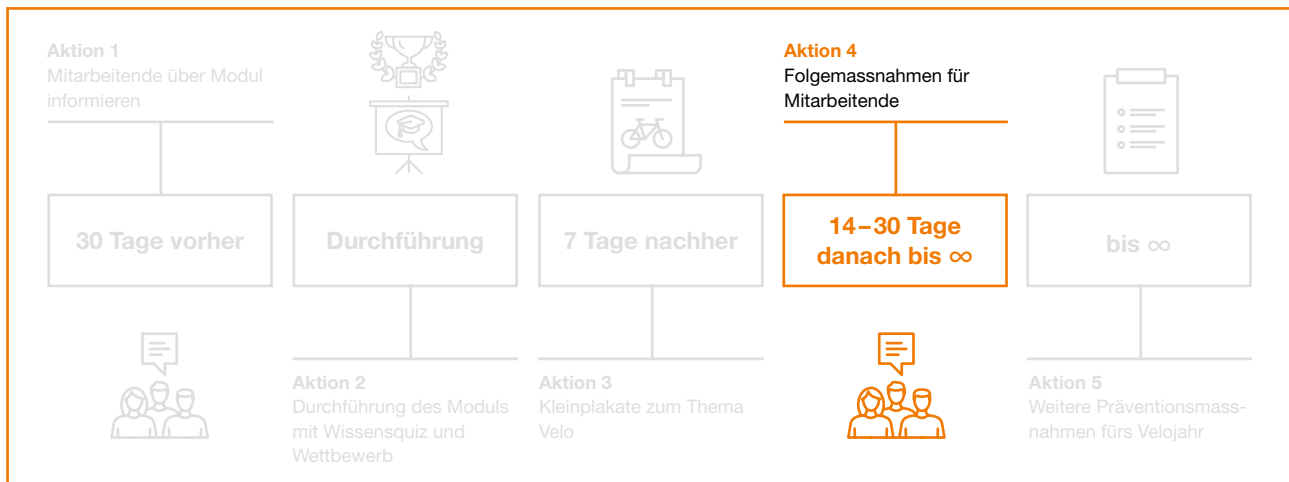 Aktion 1
Mitarbeitende über Modul
informieren
30 Tage vorher
Durchführung
Aktion 2
Durchführung des Moduls
mit Wissensquiz und
Wettbewerb
7 Tage nachher
Aktion 3
Kleinplakate zum Thema
Velo
Aktion 4
Folgemassnahmen für
Mitarbeitende
14–30 Tage
danach bis ∞
bis ∞
Aktion 5
Weitere Präventionsmass-
nahmen fürs Velojahr